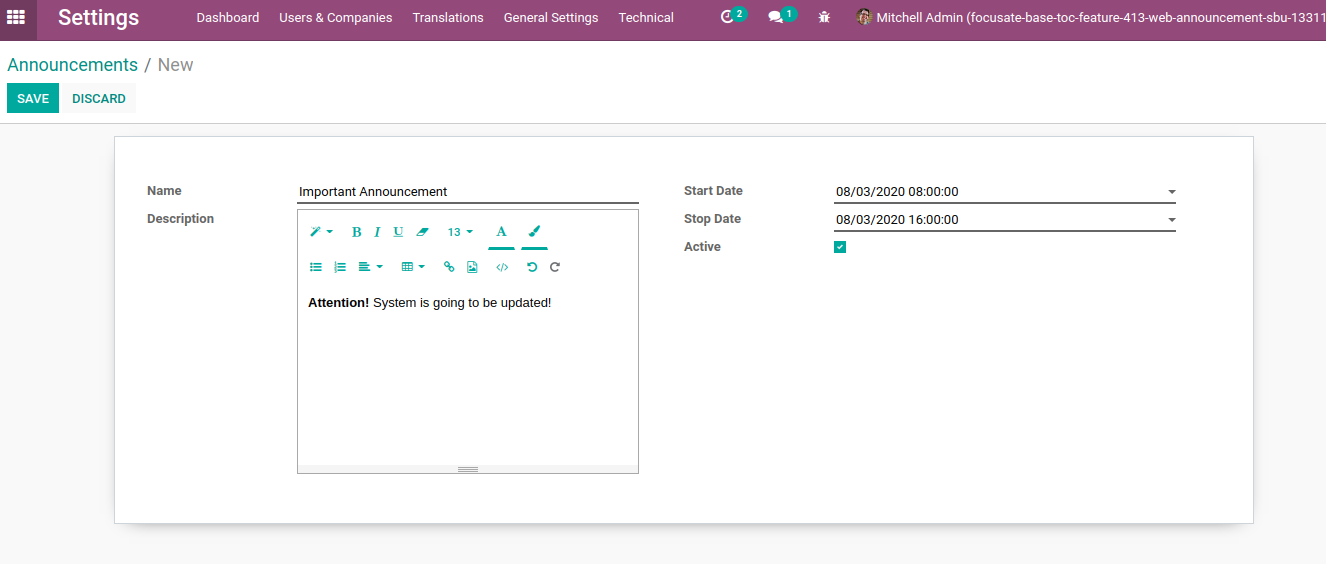 Settings Dashboard Users & Companies Translations General Settings Technical 2 1 Mitchell Admin (focusate-base-toc-feature-413-web-announcement-sbu-13311
Announcements / New
SAVE DISCARD
Name Important Announcement Start Date 08/03/2020 08:00:00
Description Stop Date 08/03/2020 16:00:00
B I U 13 A
Active
Attention! System is going to be updated!